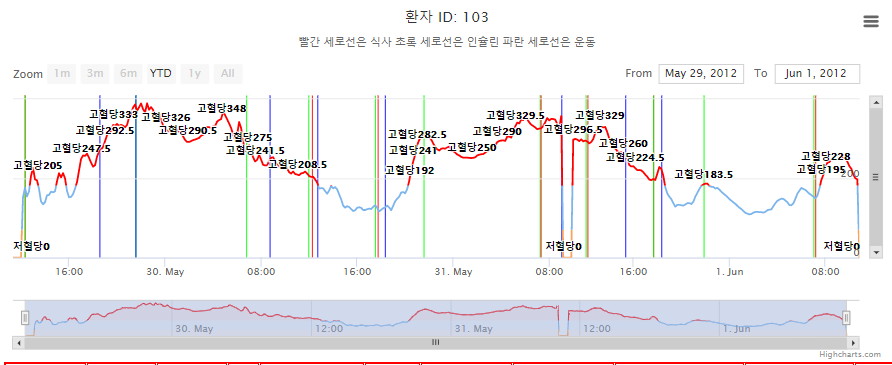 환자 ID: 103
빨간 세로선은 식사 초록 세로선은 인슐린 파란 세로선은 운동
Zoom 1m 3m 6m YTD 1y All From May 29, 2012 To Jun 1, 2012
고혈당348
고혈당333 고혈당326 고혈당329.5 고혈당329
고혈당292.5 고혈당290.5 고혈당282.5 고혈당290 고혈당296.5
고혈당275
고혈당247.5 고혈당241.5 고혈당241 고혈당250 고혈당260
고혈당205 고혈당208.5 고혈당192 고혈당224.5 고혈당228
고혈당183.5 고혈당195 200
저혈당0 저혈당0 저혈당0 0
16:00 30. May 08:00 16:00 31. May 08:00 16:00 1. Jun 08:00
30. May 12:00 31. May 12:00 1. Jun
Highcharts.com